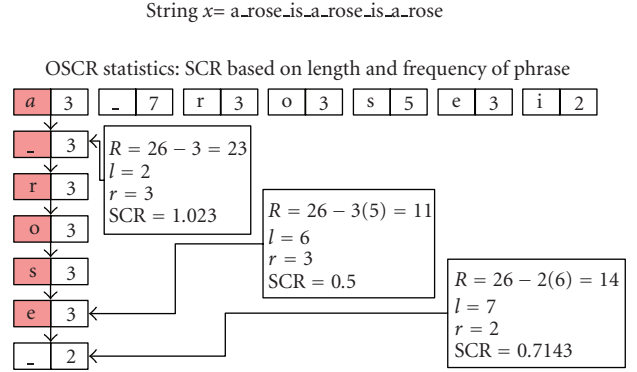 String x= a_rose_is_a_rose_is_a_rose
OSCR statistics: SCR based on length and frequency of phrase
a 3 _ 7 r 3 o 3 s 5 e 3 i 2
_ 3
R = 26 − 3 = 23
l = 2
r = 3
SCR = 1.023
r 3
o 3
s 3
e 3
_ 2
R = 26 − 3(5) = 11
l = 6
r = 3
SCR = 0.5
R = 26 − 2(6) = 14
l = 7
r = 2
SCR = 0.7143